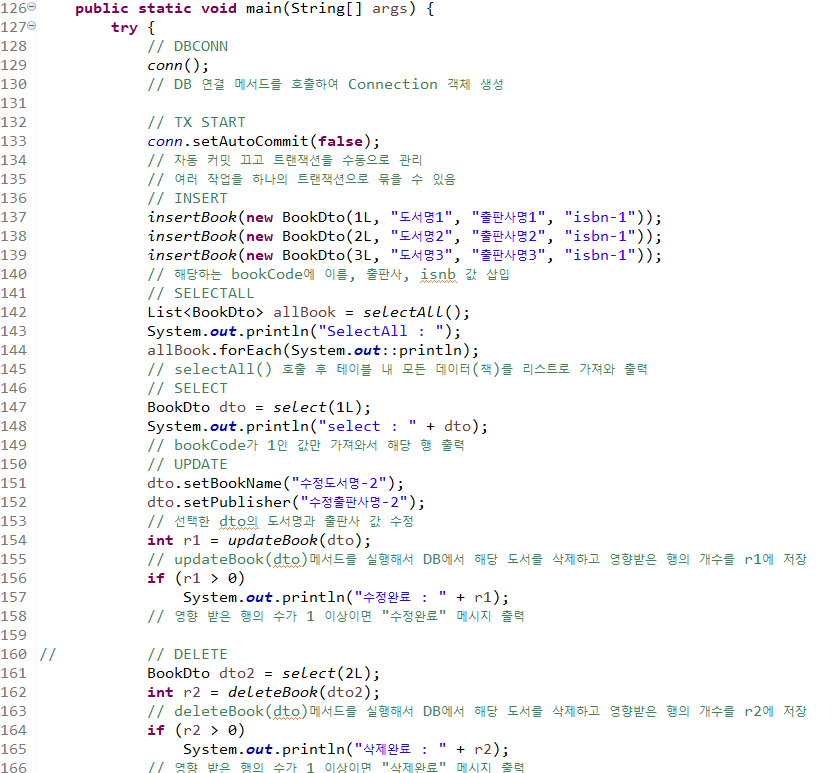 126 public static void main(String[] args) {
127 try {
128 // DBCONN
129 conn();
130 // DB 연결 메서드를 호출하여 Connection 객체 생성
131
132 // TX START
133 conn.setAutoCommit(false);
134 // 자동 커밋 끄고 트랜잭션을 수동으로 관리
135 // 여러 작업을 하나의 트랜잭션으로 묶을 수 있음
136 // INSERT
137 insertBook(new BookDto(1L, "도서명1", "출판사명1", "isbn-1"));
138 insertBook(new BookDto(2L, "도서명2", "출판사명2", "isbn-1"));
139 insertBook(new BookDto(3L, "도서명3", "출판사명3", "isbn-1"));
140 // 해당하는 bookCode에 이름, 출판사, isnb 값 삽입
141 // SELECTALL
142 List<BookDto> allBook = selectAll();
143 System.out.println("SelectAll : ");
144 allBook.forEach(System.out::println);
145 // selectAll() 호출 후 테이블 내 모든 데이터(책)를 리스트로 가져와 출력
146 // SELECT
147 BookDto dto = select(1L);
148 System.out.println("select : " + dto);
149 // bookCode가 1인 값만 가져와서 해당 행 출력
150 // UPDATE
151 dto.setBookName("수정도서명-2");
152 dto.setPublisher("수정출판사명-2");
153 // 선택한 dto의 도서명과 출판사 값 수정
154 int r1 = updateBook(dto);
155 // updateBook(dto)메서드를 실행해서 DB에서 해당 도서를 삭제하고 영향받은 행의 개수를 r1에 저장
156 if (r1 > 0)
157 System.out.println("수정완료 : " + r1);
158 // 영향 받은 행의 수가 1 이상이면 "수정완료" 메시지 출력
159
160 // // DELETE
161 BookDto dto2 = select(2L);
162 int r2 = deleteBook(dto2);
163 // deleteBook(dto)메서드를 실행해서 DB에서 해당 도서를 삭제하고 영향받은 행의 개수를 r2에 저장
164 if (r2 > 0)
165 System.out.println("삭제완료 : " + r2);
166 // 영향 받은 행의 수가 1 이상이면 "삭제완료" 메시지 출력